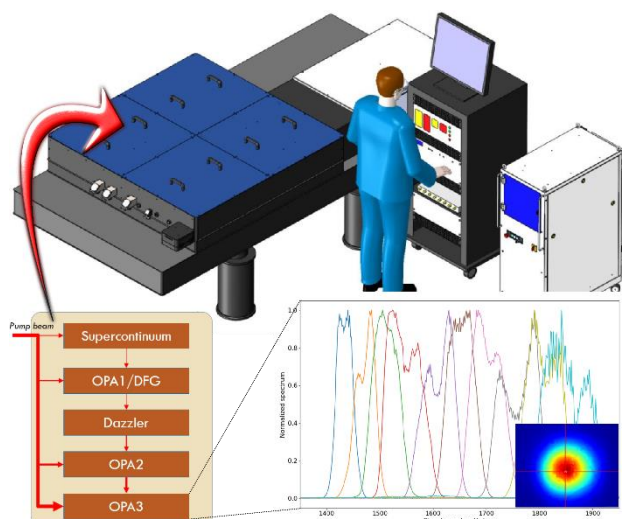 Pump beam
Supercontinuum
OPA1/DFG
Dazzler
OPA2
OPA3
Normalized spectrum
1.0
0.8
0.6
0.4
0.2
0.0
1400
1500
1600
1700
1800
1900